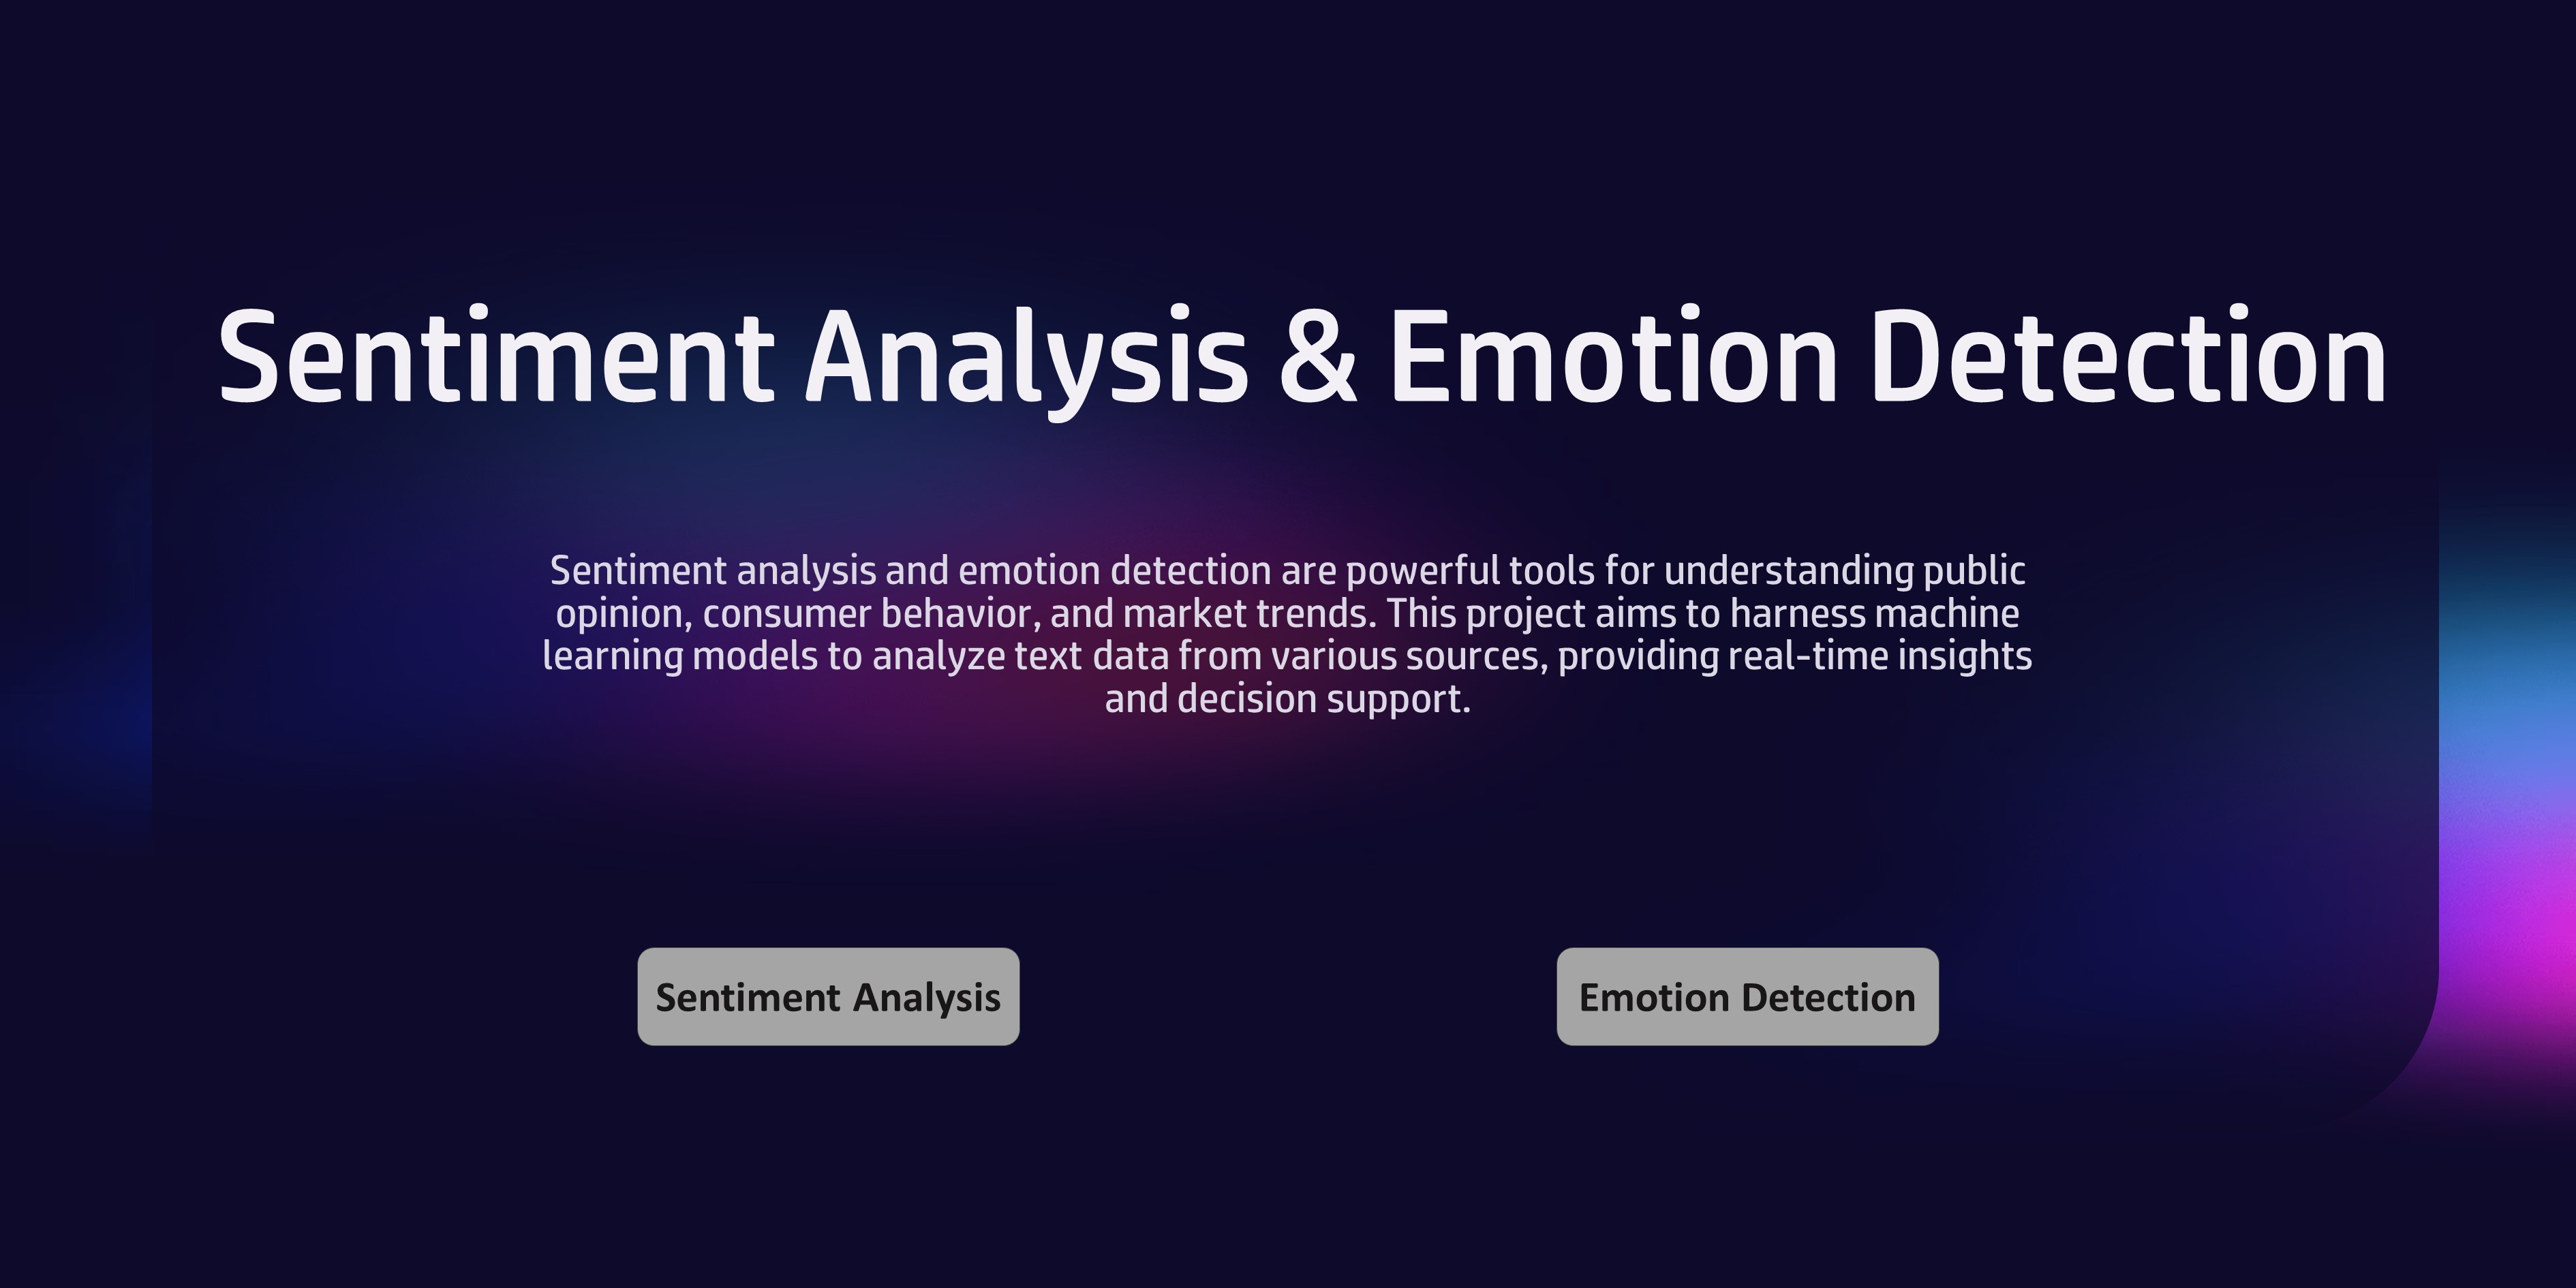 Sentiment Analysis & Emotion Detection
Sentiment analysis and emotion detection are powerful tools for understanding public
opinion, consumer behavior, and market trends. This project aims to harness machine
learning models to analyze text data from various sources, providing real-time insights
and decision support.
Sentiment Analysis
Emotion Detection